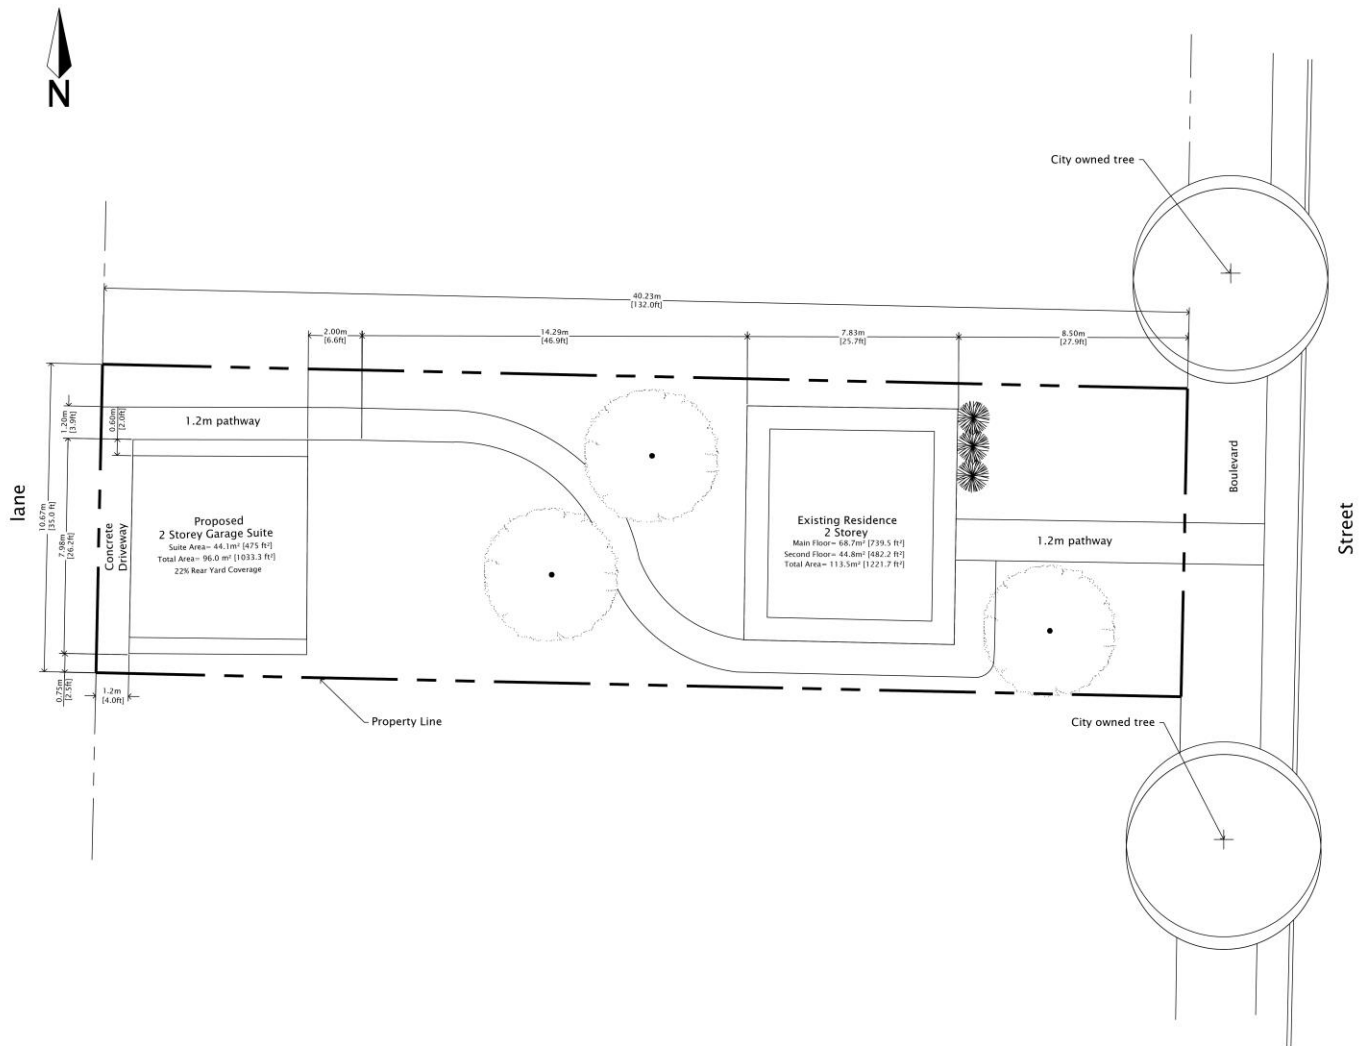 N
City owned tree
40.23m
[132.0ft]
2.00m
[6.6ft]
14.29m
[46.9ft]
7.83m
[25.7ft]
8.50m
[27.9ft]
1.20m
[3.9ft]
0.60m
[2.0ft]
1.2m pathway
lane
10.67m
[35.0 ft]
7.98m
[26.2ft]
Concrete
Driveway
Proposed
2 Storey Garage Suite
Suite Area= 44.1m² [475 ft²]
Total Area= 96.0 m² [1033.3 ft²]
22% Rear Yard Coverage
Existing Residence
2 Storey
Main Floor= 68.7m² [739.5 ft²]
Second Floor= 44.8m² [482.2 ft²]
Total Area= 113.5m² [1221.7 ft²]
1.2m pathway
Boulevard
Street
0.75m
[2.5ft]
1.2m
[4.0ft]
Property Line
City owned tree